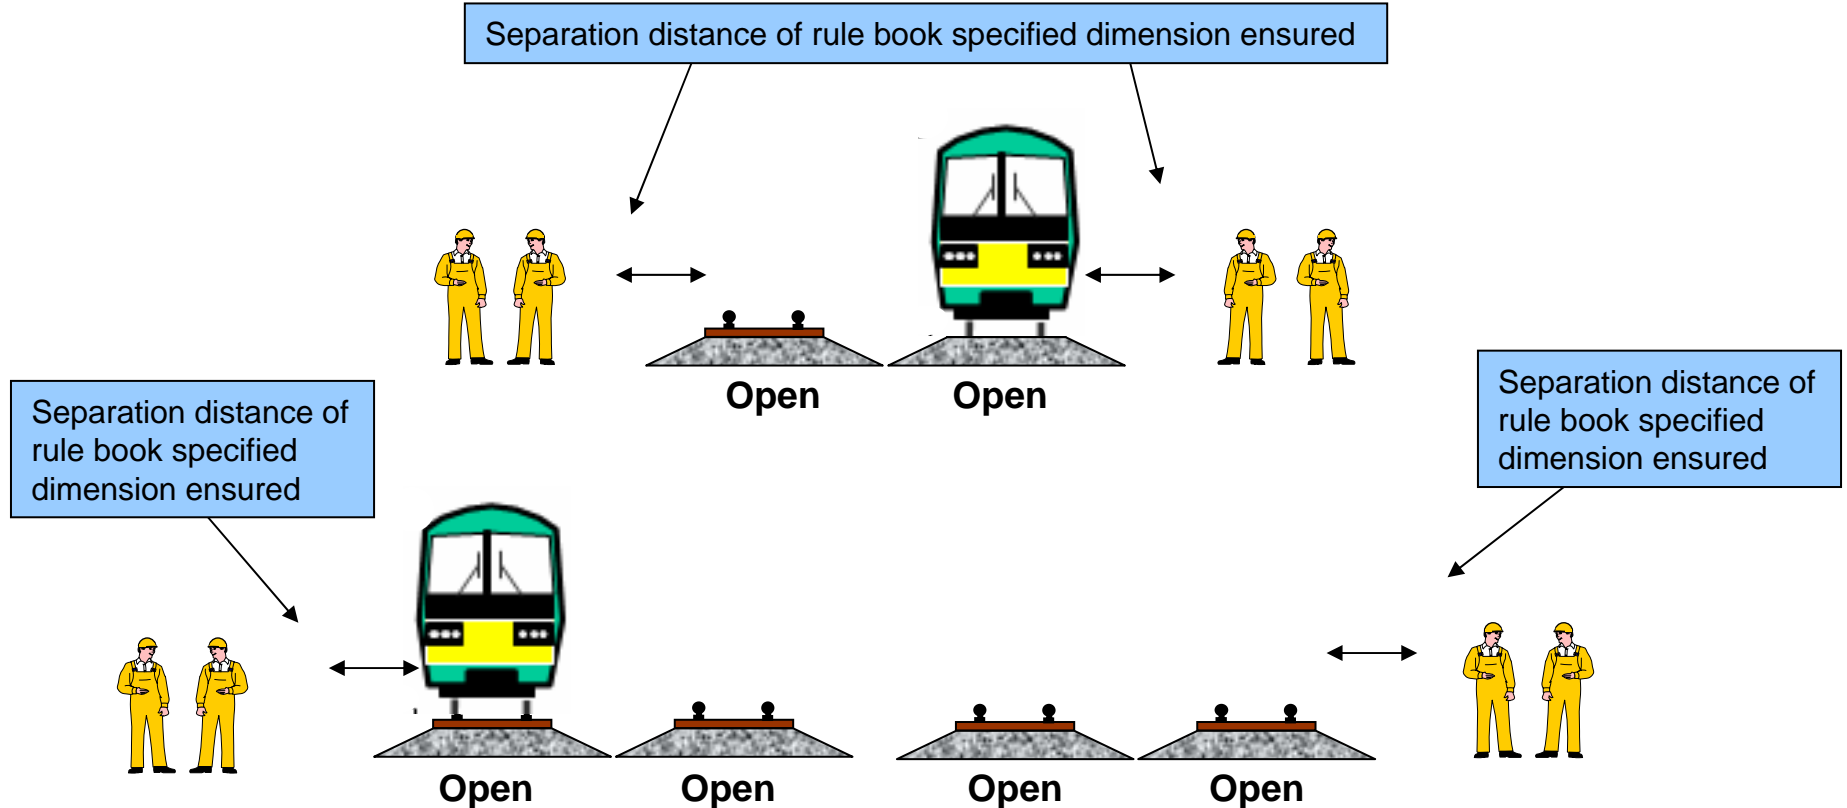 Separation distance of rule book specified dimension ensured
Open
Open
Separation distance of
rule book specified
dimension ensured
Separation distance of
rule book specified
dimension ensured
Open
Open
Open
Open